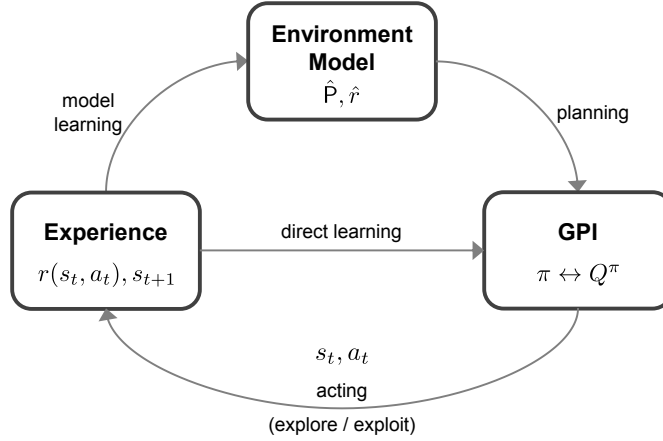 Environment
Model
P̂, r̂
model
learning
planning
Experience
r(s_t, a_t), s_{t+1}
direct learning
GPI
π ↔ Q^π
s_t, a_t
acting
(explore / exploit)